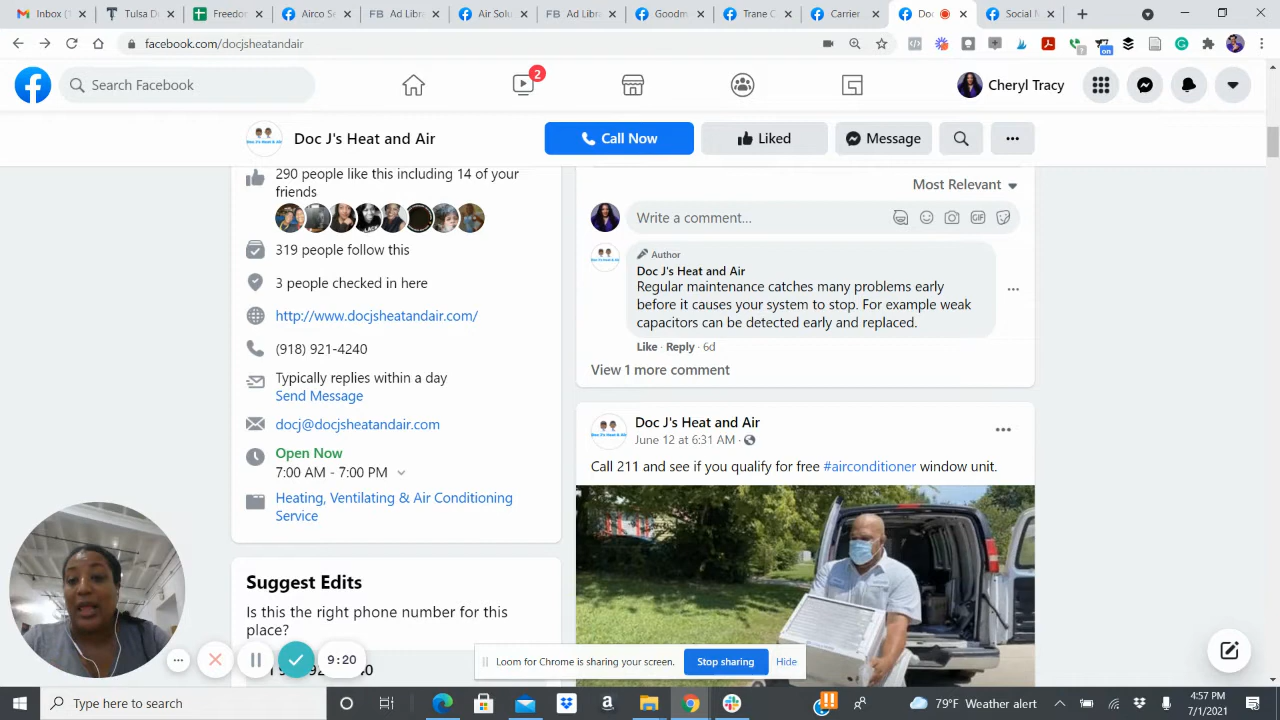 Inbox (1
Tulsa D
Freedor
Airco Se
Ad Libra
Air Solu
Ad Libre
Goodm
Trane C
Carrier
Doc
Social M
facebook.com/docjsheatandair
on
Search Facebook
2
Cheryl Tracy
Doc J's Heat and Air
Call Now
Liked
Message
290 people like this including 14 of your
friends
319 people follow this
3 people checked in here
http://www.docjsheatandair.com/
(918) 921-4240
Typically replies within a day
Send Message
docj@docjsheatandair.com
Open Now
7:00 AM - 7:00 PM
Heating, Ventilating & Air Conditioning
Service
Suggest Edits
Is this the right phone number for this
place?
Most Relevant
Write a comment...
GIF
Author
Doc J's Heat and Air
Regular maintenance catches many problems early
before it causes your system to stop. For example weak
capacitors can be detected early and replaced.
Like · Reply · 6d
View 1 more comment
Doc J's Heat and Air
June 12 at 6:31 AM ·
Call 211 and see if you qualify for free #airconditioner window unit.
9:20
Loom for Chrome is sharing your screen.
Stop sharing
Hide
Type here to search
79°F Weather alert
4:57 PM
7/1/2021